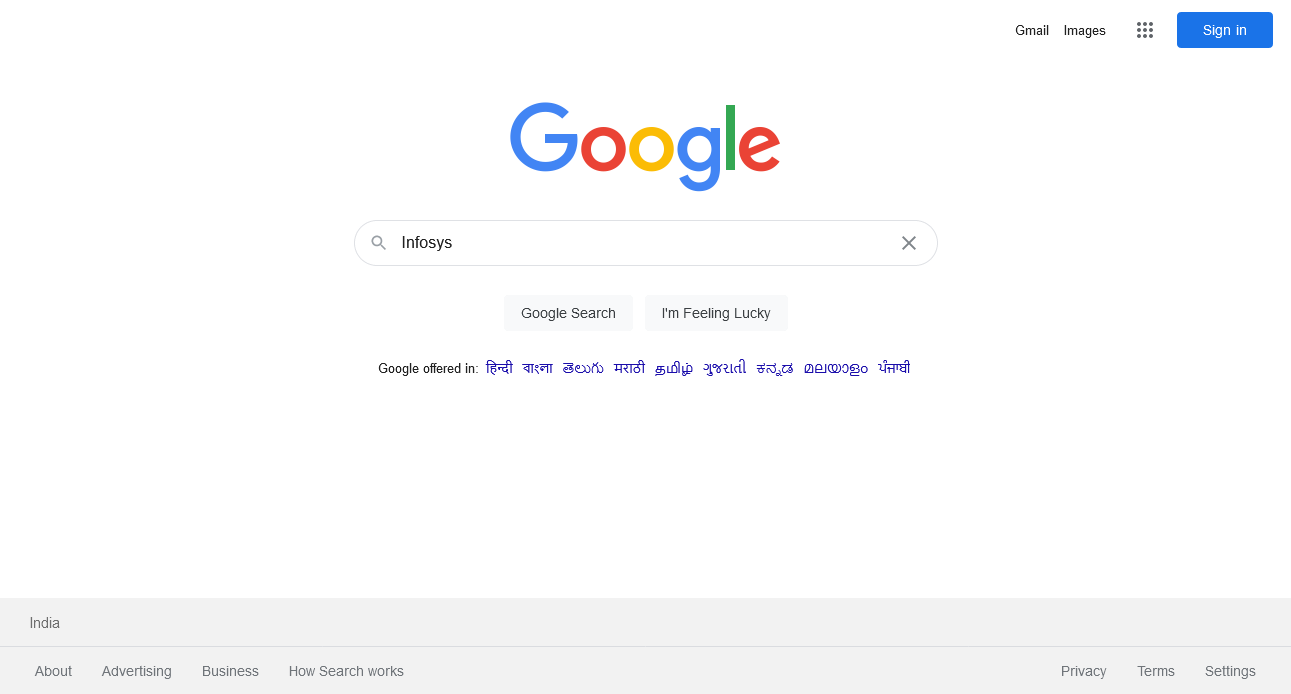 Gmail Images Sign in
Google
Infosys
Google Search I'm Feeling Lucky
Google offered in: हिन्दी বাংলা తెలుగు मराठी தமிழ் ગુજરાતી ಕನ್ನಡ മലയാളം ਪੰਜਾਬੀ
India
About Advertising Business How Search works Privacy Terms Settings